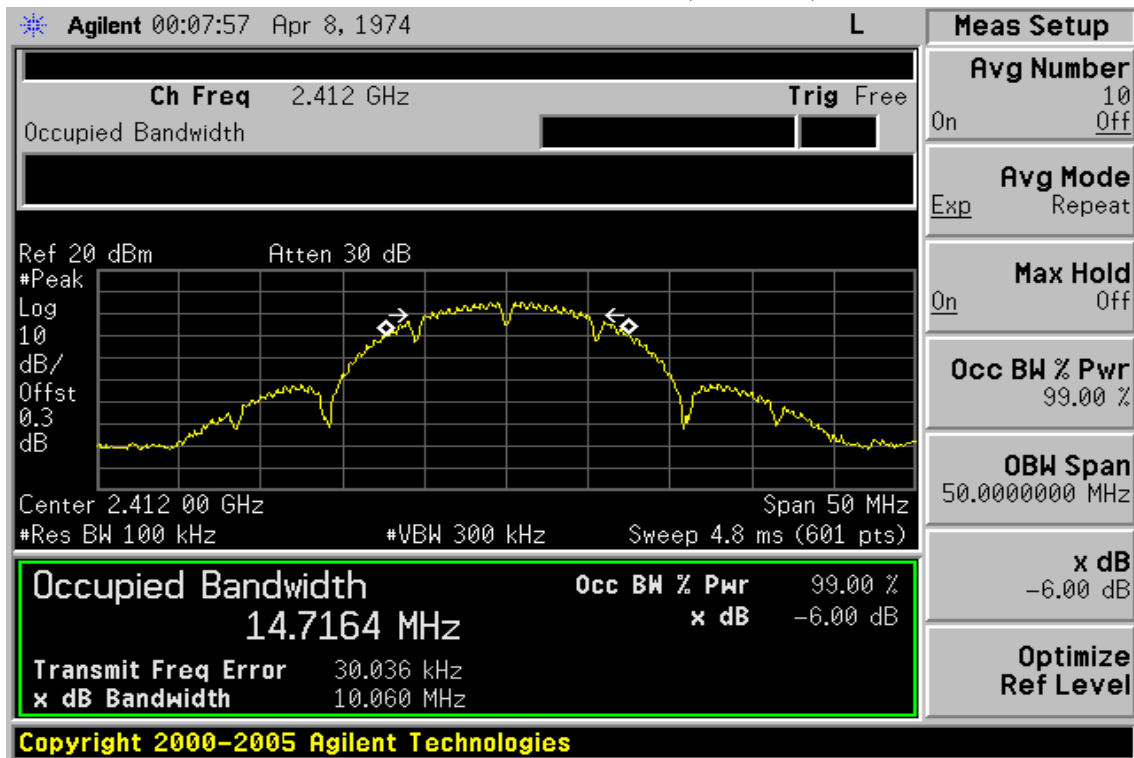 Agilent 00:07:57 Apr 8, 1974 L
Meas Setup
Ch Freq 2.412 GHz Trig Free
Occupied Bandwidth
Avg Number
10
On Off
Avg Mode
Exp Repeat
Max Hold
On Off
Occ BW % Pwr
99.00 %
OBW Span
50.0000000 MHz
x dB
-6.00 dB
Optimize
Ref Level
Ref 20 dBm Atten 30 dB
#Peak
Log
10
dB/
Offst
0.3
dB
Center 2.412 00 GHz Span 50 MHz
#Res BW 100 kHz #VBW 300 kHz Sweep 4.8 ms (601 pts)
Occupied Bandwidth Occ BW % Pwr 99.00 %
14.7164 MHz x dB -6.00 dB
Transmit Freq Error 30.036 kHz
x dB Bandwidth 10.060 MHz
Copyright 2000-2005 Agilent Technologies